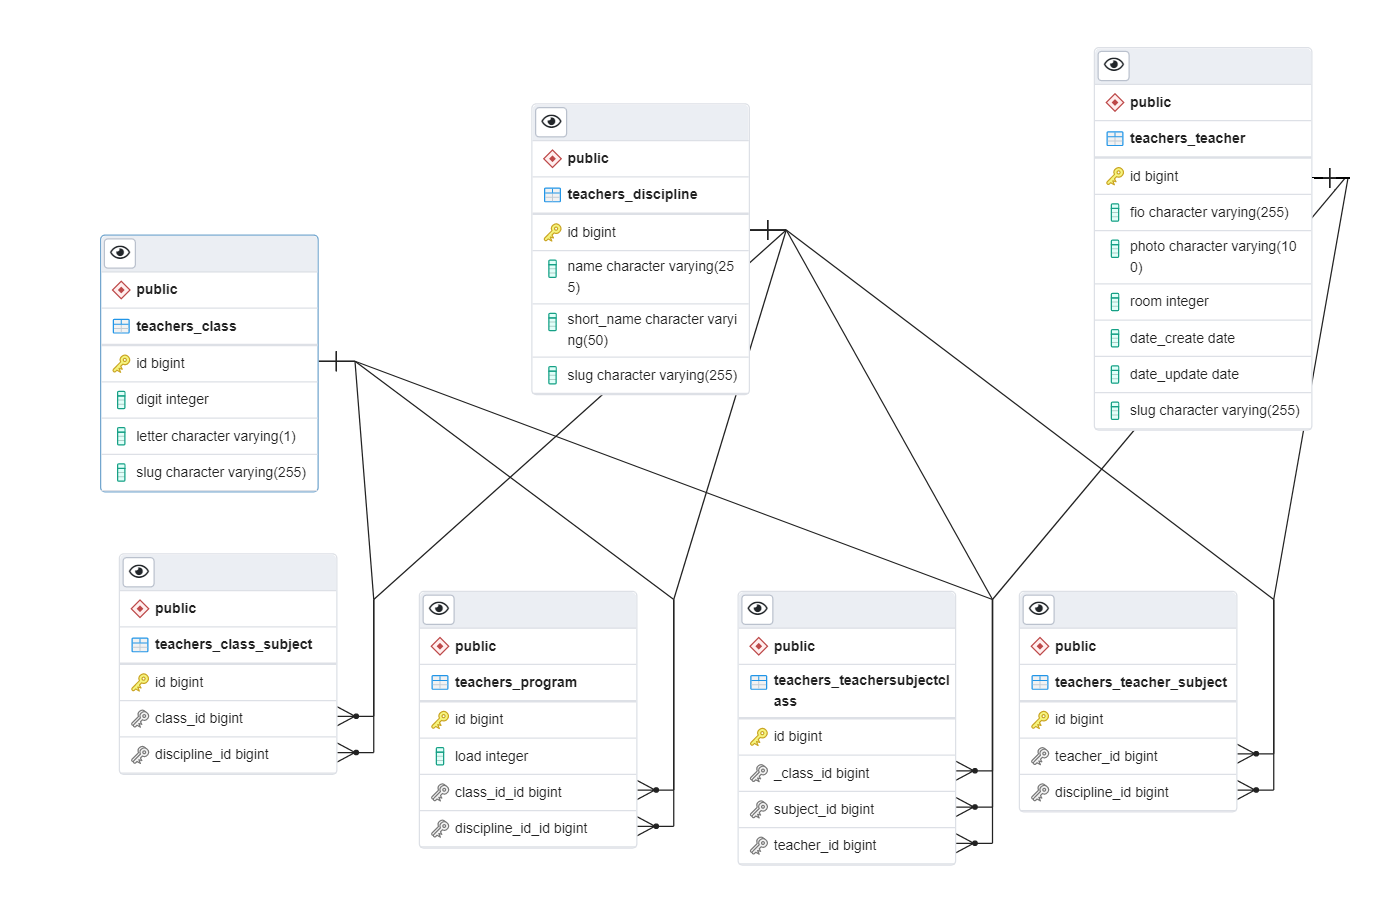 public
teachers_class
id bigint
digit integer
letter character varying(1)
slug character varying(255)
public
teachers_discipline
id bigint
name character varying(25
5)
short_name character varyi
ng(50)
slug character varying(255)
public
teachers_teacher
id bigint
fio character varying(255)
photo character varying(10
0)
room integer
date_create date
date_update date
slug character varying(255)
public
teachers_class_subject
id bigint
class_id bigint
discipline_id bigint
public
teachers_program
id bigint
load integer
class_id_id bigint
discipline_id_id bigint
public
teachers_teachersubjectcl
ass
id bigint
_class_id bigint
subject_id bigint
teacher_id bigint
public
teachers_teacher_subject
id bigint
teacher_id bigint
discipline_id bigint